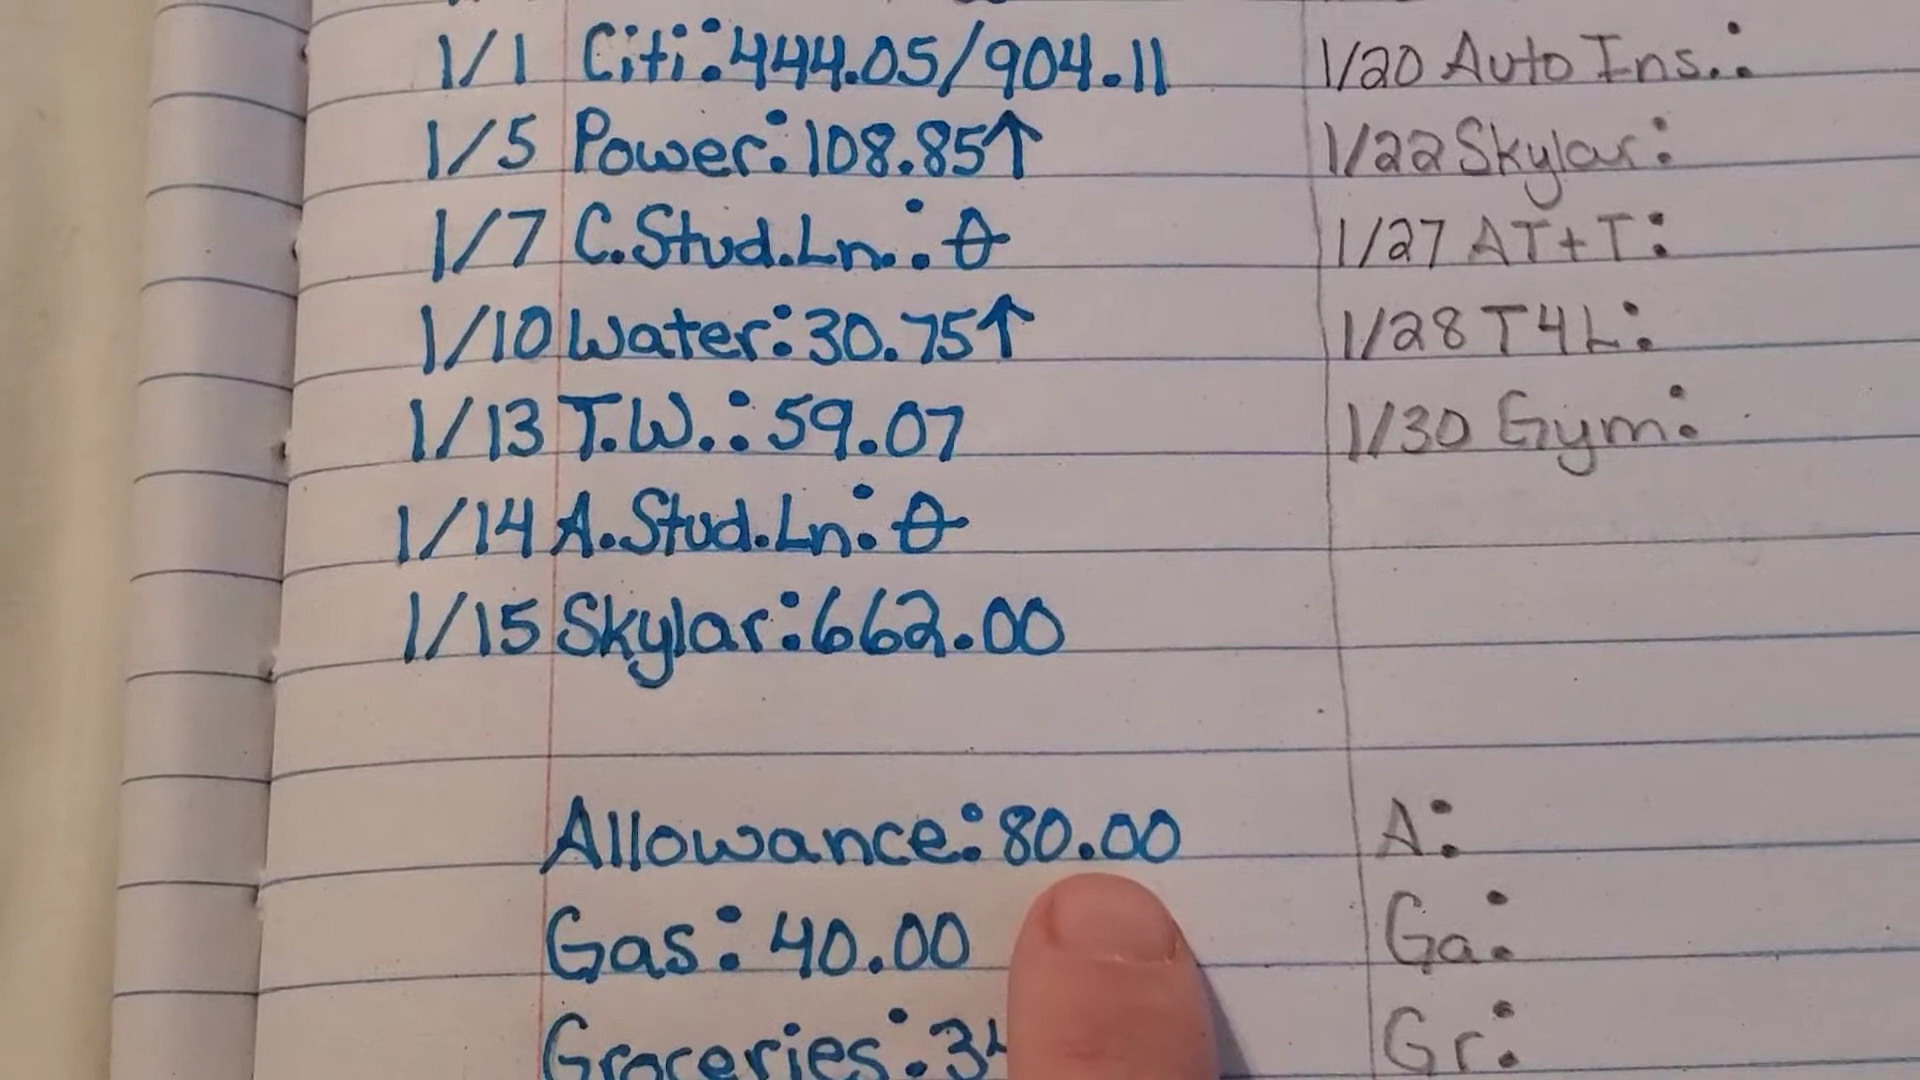 1/1 Citi: 444.05/904.11
1/5 Power: 108.85↑
1/7 C.Stud.Ln.: 0
1/10 Water: 30.75↑
1/13 T.W.: 59.07
1/14 A.Stud.Ln: 0
1/15 Skylar: 662.00
Allowance: 80.00
Gas: 40.00
Groceries:
1/20 Auto Ins.:
1/22 Skylar:
1/27 AT+T:
1/28 T4L:
1/30 Gym:
A:
Ga:
Gr: